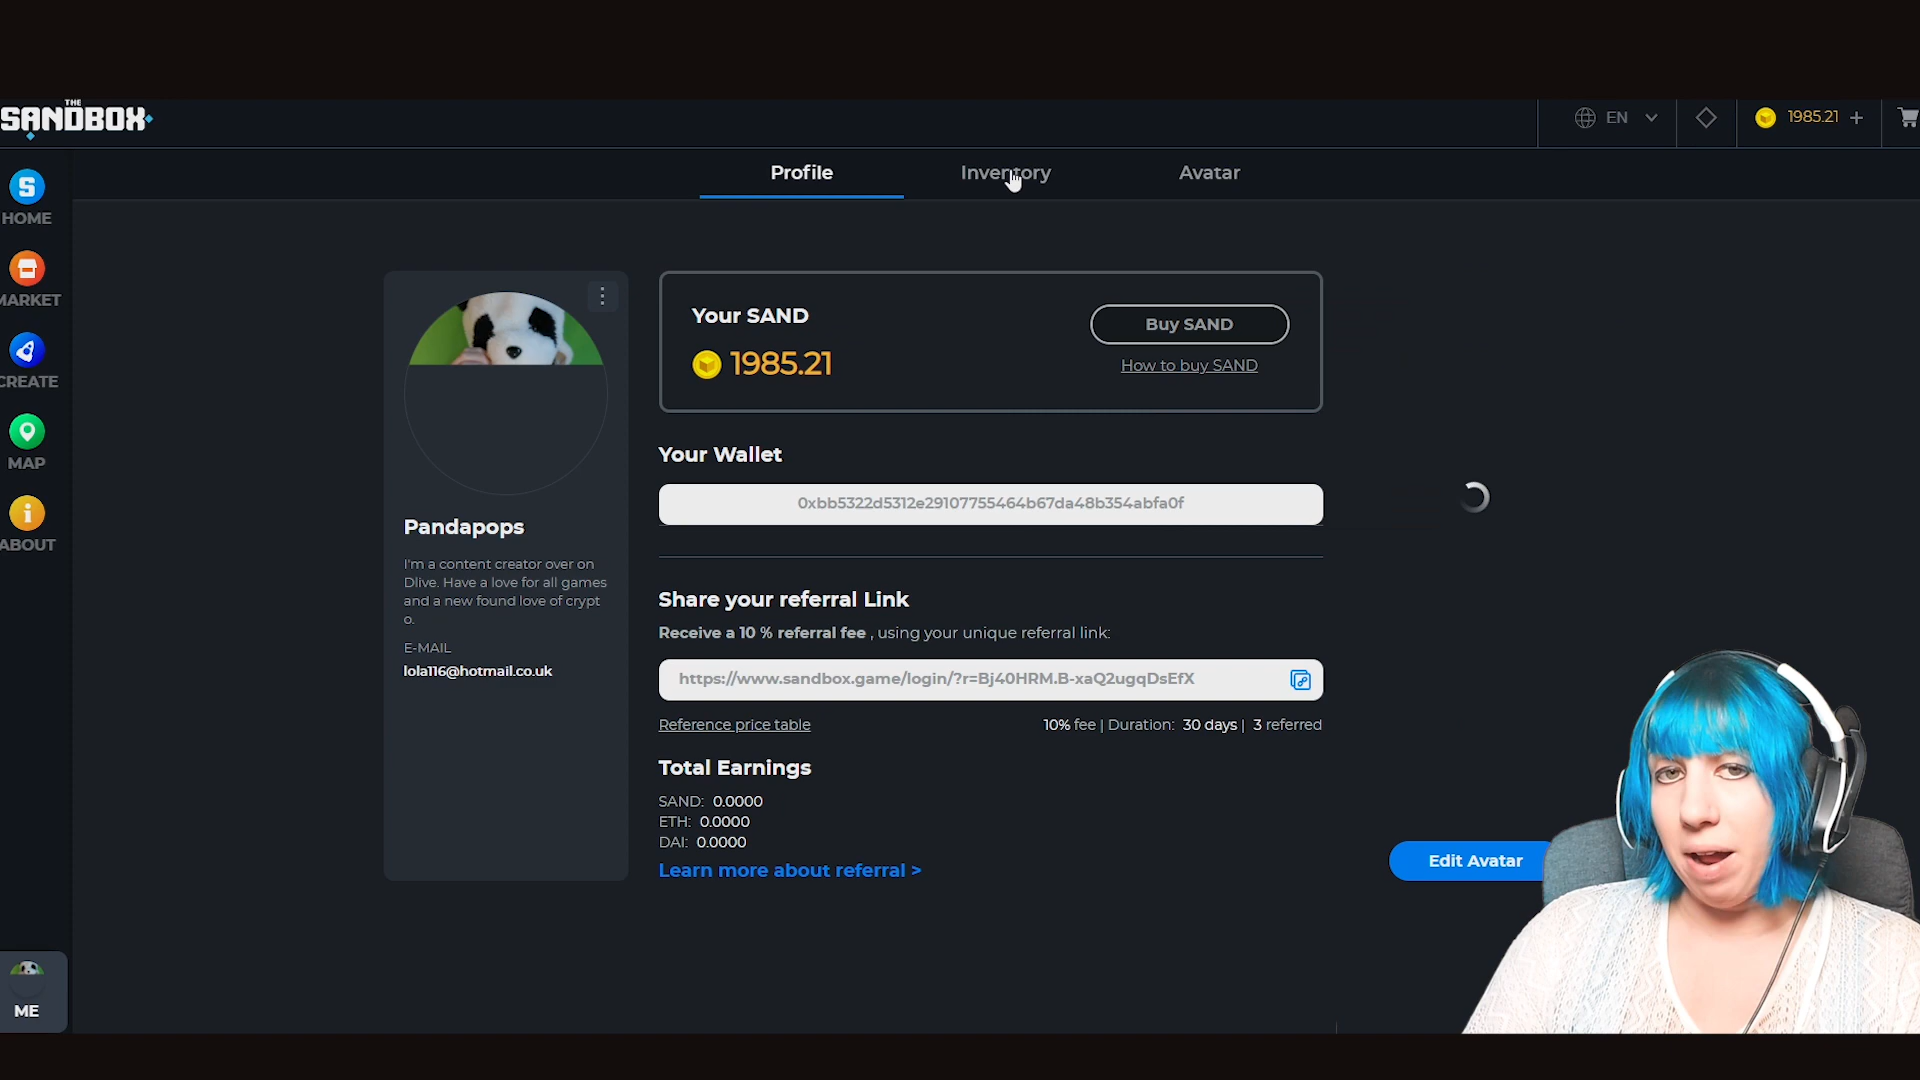 THE
SANDBOX
EN
1985.21 +
Profile
Inventory
Avatar
HOME
MARKET
CREATE
MAP
ABOUT
ME
Pandapops
I'm a content creator over on
Dlive. Have a love for all games
and a new found love of crypt
o.
E-MAIL
lola116@hotmail.co.uk
Your SAND
1985.21
Buy SAND
How to buy SAND
Your Wallet
0xbb5322d5312e29107755464b67da48b354abfa0f
Share your referral Link
Receive a 10 % referral fee , using your unique referral link:
https://www.sandbox.game/login/?r=Bj40HRM.B-xaQ2ugqDsEfX
Reference price table
10% fee | Duration: 30 days | 3 referred
Total Earnings
SAND: 0.0000
ETH: 0.0000
DAI: 0.0000
Learn more about referral >
Edit Avatar